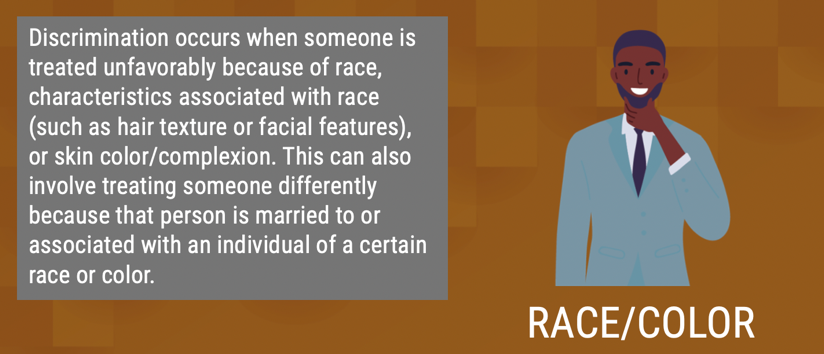 Discrimination occurs when someone is
treated unfavorably because of race,
characteristics associated with race
(such as hair texture or facial features),
or skin color/complexion. This can also
involve treating someone differently
because that person is married to or
associated with an individual of a certain
race or color.
RACE/COLOR